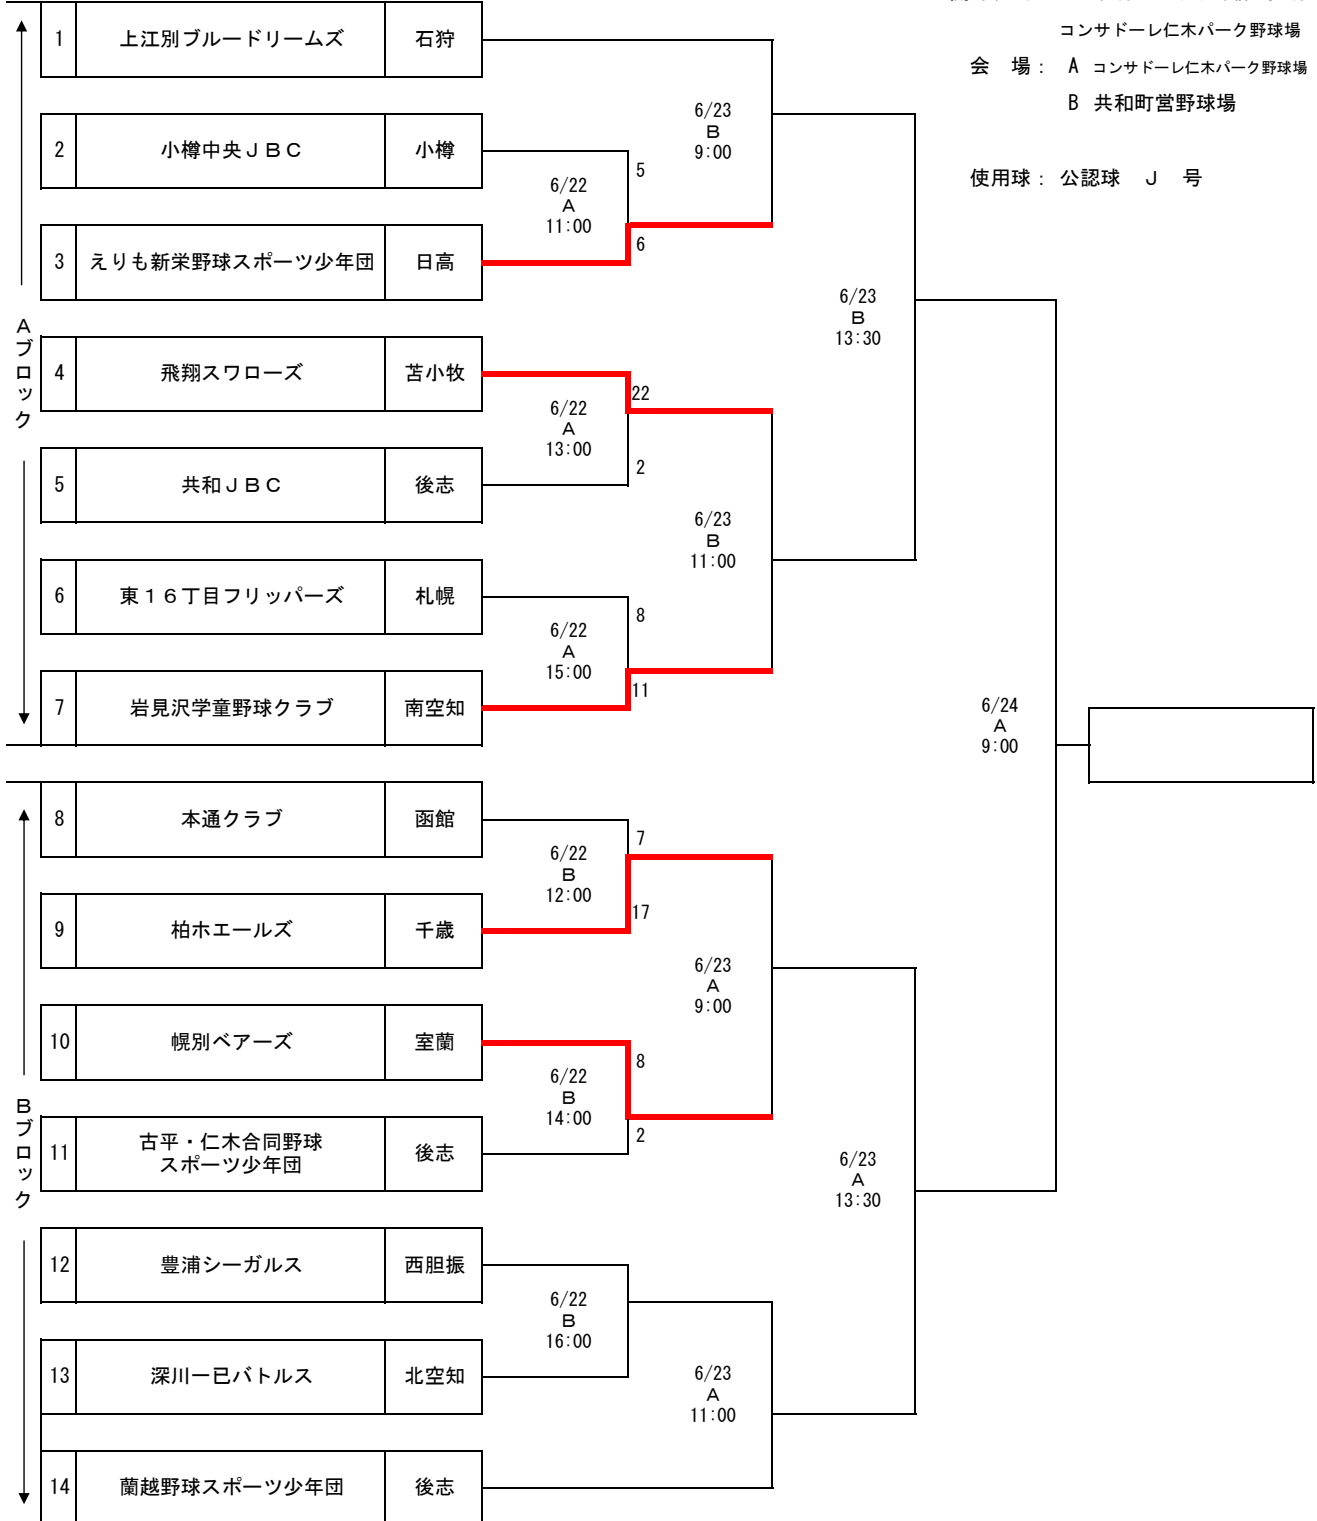 コンサドーレ仁木パーク野球場
会　場： A コンサドーレ仁木パーク野球場
B 共和町営野球場
使用球： 公認球　Ｊ　号
Aブロック
1 上江別ブルードリームズ 石狩
2 小樽中央ＪＢＣ 小樽
3 えりも新栄野球スポーツ少年団 日高
4 飛翔スワローズ 苫小牧
5 共和ＪＢＣ 後志
6 東１６丁目フリッパーズ 札幌
7 岩見沢学童野球クラブ 南空知
Bブロック
8 本通クラブ 函館
9 柏ホエールズ 千歳
10 幌別ベアーズ 室蘭
11 古平・仁木合同野球
スポーツ少年団 後志
12 豊浦シーガルス 西胆振
13 深川一已バトルス 北空知
14 蘭越野球スポーツ少年団 後志
6/22
A
11:00
5
6
6/22
A
13:00
22
2
6/22
A
15:00
8
11
6/22
B
12:00
7
17
6/22
B
14:00
8
2
6/22
B
16:00
6/23
B
9:00
6/23
B
11:00
6/23
A
9:00
6/23
A
11:00
6/23
B
13:30
6/23
A
13:30
6/24
A
9:00